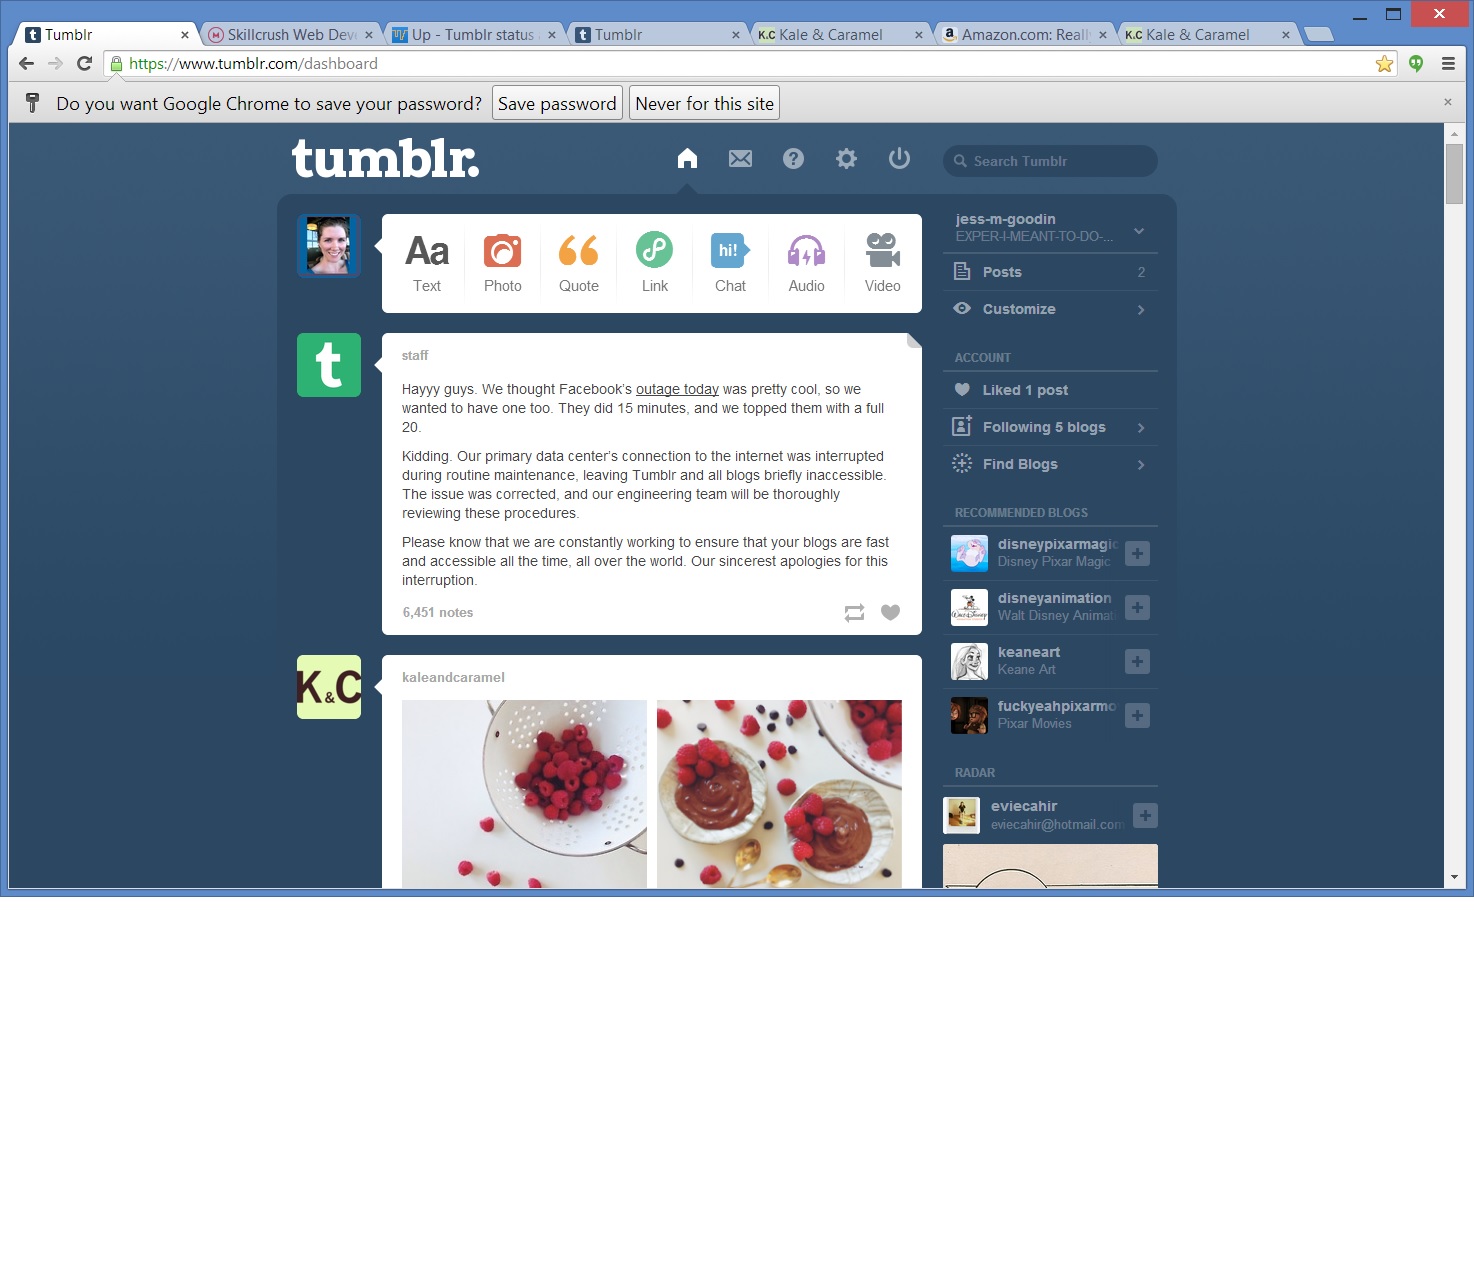 Tumblr
Skillcrush Web Dev
Up - Tumblr status
Tumblr
K.C Kale & Caramel
Amazon.com: Reall
K.C Kale & Caramel
https://www.tumblr.com/dashboard
Do you want Google Chrome to save your password? Save password Never for this site
tumblr.
Search Tumblr
Aa
hi!
Text Photo Quote Link Chat Audio Video
jess-m-goodin
EXPER-I-MEANT-TO-DO-...
Posts 2
Customize
staff
Hayyy guys. We thought Facebook's outage today was pretty cool, so we
wanted to have one too. They did 15 minutes, and we topped them with a full
20.
Kidding. Our primary data center's connection to the internet was interrupted
during routine maintenance, leaving Tumblr and all blogs briefly inaccessible.
The issue was corrected, and our engineering team will be thoroughly
reviewing these procedures.
Please know that we are constantly working to ensure that your blogs are fast
and accessible all the time, all over the world. Our sincerest apologies for this
interruption.
6,451 notes
K&C
kaleandcaramel
ACCOUNT
Liked 1 post
Following 5 blogs
Find Blogs
RECOMMENDED BLOGS
disneypixarmagic
Disney Pixar Magic
disneyanimation
Walt Disney Animat
keaneart
Keane Art
fuckyeahpixarmo
Pixar Movies
RADAR
eviecahir
eviecahir@hotmail.com